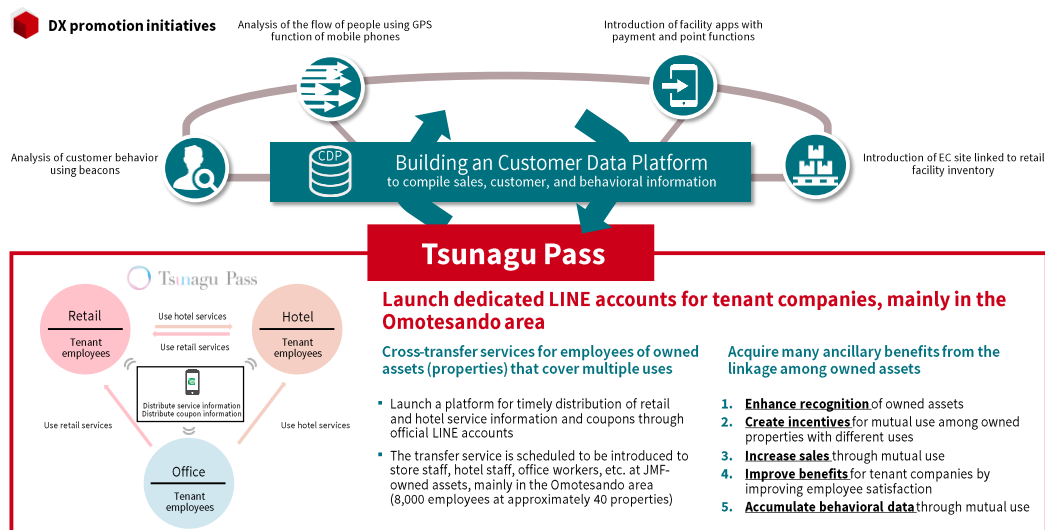 DX promotion initiatives
Analysis of the flow of people using GPS
function of mobile phones
Introduction of facility apps with
payment and point functions
Analysis of customer behavior
using beacons
CDP
Building an Customer Data Platform
to compile sales, customer, and behavioral information
Introduction of EC site linked to retail
facility inventory
Tsunagu Pass
Tsunagu Pass
Retail
Tenant
employees
Use hotel services
Use retail services
Hotel
Tenant
employees
Distribute service information
Distribute coupon information
Use retail services
Use hotel services
Office
Tenant
employees
Launch dedicated LINE accounts for tenant companies, mainly in the
Omotesando area
Cross-transfer services for employees of owned
assets (properties) that cover multiple uses
▪ Launch a platform for timely distribution of retail
and hotel service information and coupons through
official LINE accounts
▪ The transfer service is scheduled to be introduced to
store staff, hotel staff, office workers, etc. at JMF-
owned assets, mainly in the Omotesando area
(8,000 employees at approximately 40 properties)
Acquire many ancillary benefits from the
linkage among owned assets
1. Enhance recognition of owned assets
2. Create incentives for mutual use among owned
properties with different uses
3. Increase sales through mutual use
4. Improve benefits for tenant companies by
improving employee satisfaction
5. Accumulate behavioral data through mutual use